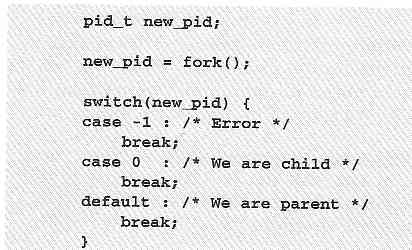 pid_t new_pid;
new_pid = fork();
switch(new_pid) {
case -1 : /* Error */
break;
case 0 : /* We are child */
break;
default : /* We are parent */
break;
}